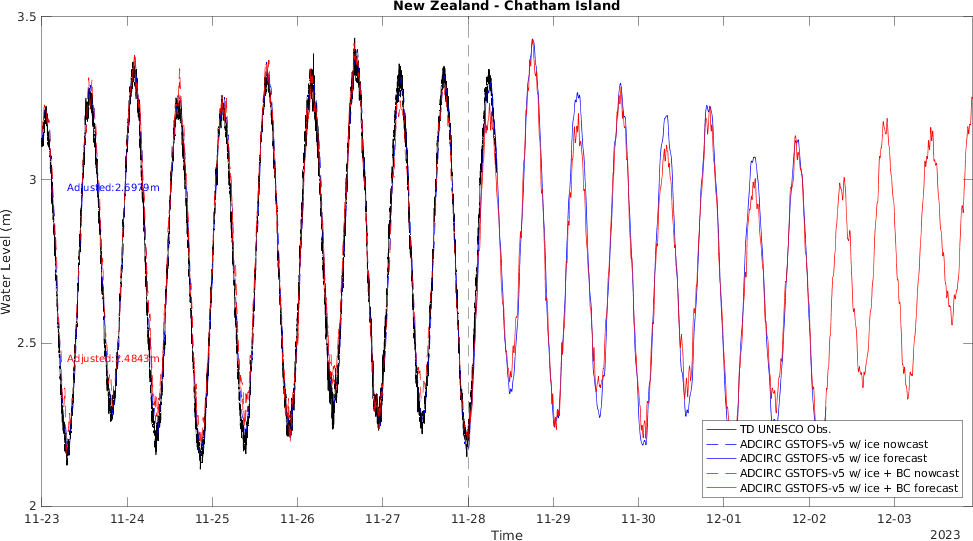 New Zealand - Chatham Island
3.5
3
2.5
2
Water Level (m)
Adjusted:2.6979m
Adjusted:2.4843m
TD UNESCO Obs.
ADCIRC GSTOFS-v5 w/ ice nowcast
ADCIRC GSTOFS-v5 w/ ice forecast
ADCIRC GSTOFS-v5 w/ ice + BC nowcast
ADCIRC GSTOFS-v5 w/ ice + BC forecast
11-23 11-24 11-25 11-26 11-27 11-28 11-29 11-30 12-01 12-02 12-03
Time
2023